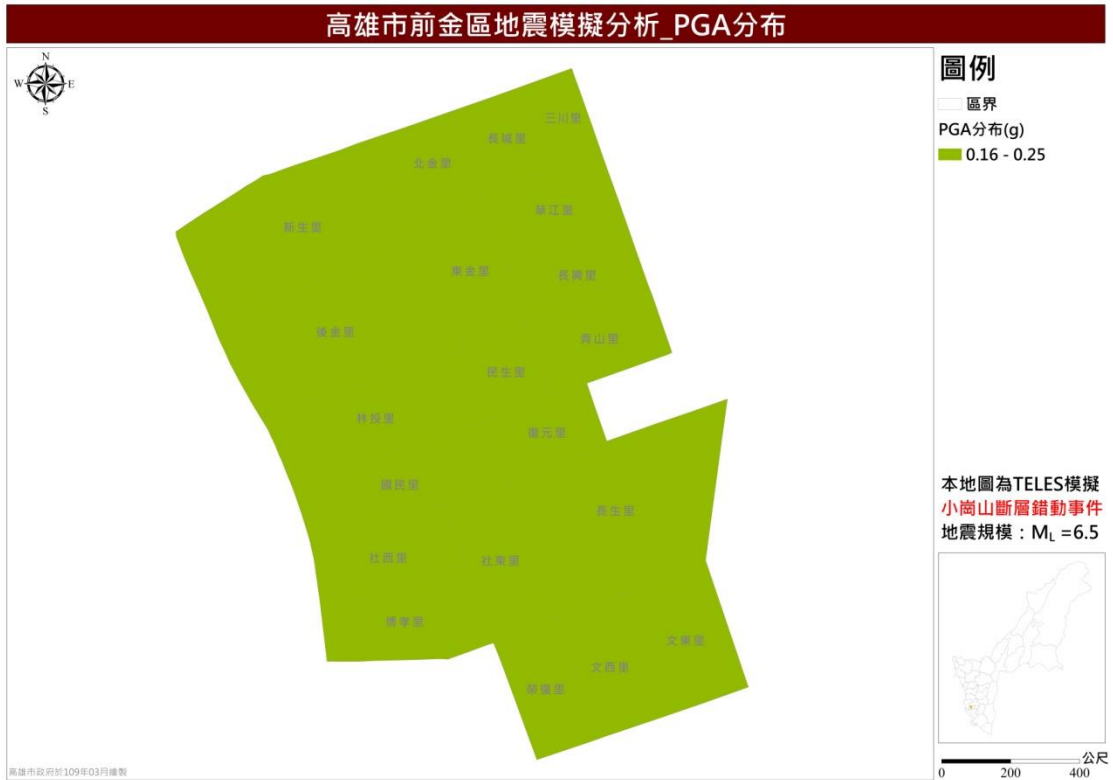 高雄市前金區地震模擬分析_PGA分布
N
W
E
S
圖例
區界
PGA分布(g)
0.16 - 0.25
三川里
長城里
北金里
草江里
新生里
東金里
長興里
後金里
青山里
民生里
林投里
復元里
國民里
長生里
社西里
社東里
博孝里
文東里
文西里
榮復里
本地圖為TELES模擬
小崗山斷層錯動事件
地震規模：ML =6.5
公尺
0 200 400
高雄市政府於109年03月繪製